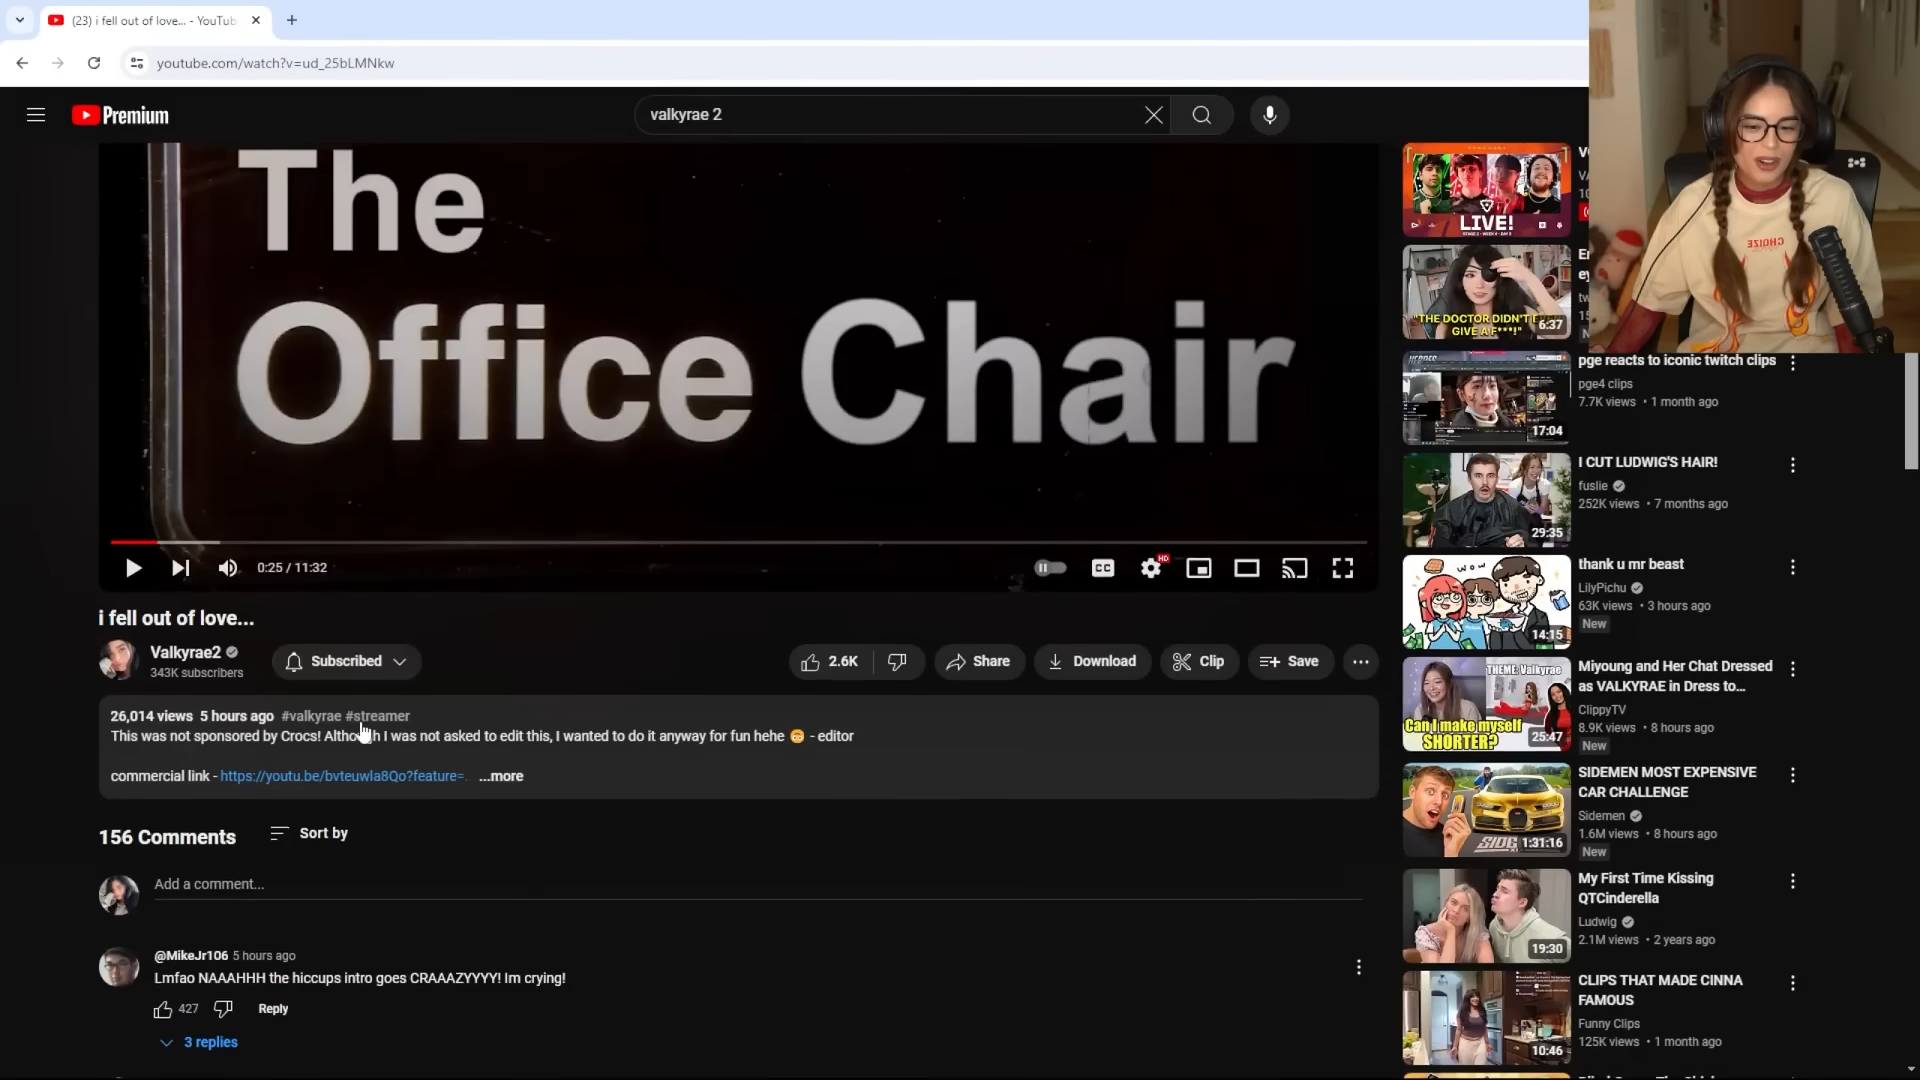 (23) i fell out of love... - YouTub
youtube.com/watch?v=ud_25bLMNkw
Premium
valkyrae 2
The
Office Chair
0:25 / 11:32
CC
HD
i fell out of love...
Valkyrae2
343K subscribers
Subscribed
2.6K
Share
Download
Clip
Save
26,014 views 5 hours ago #valkyrae #streamer
This was not sponsored by Crocs! Although I was not asked to edit this, I wanted to do it anyway for fun hehe 🤓 - editor
commercial link - https://youtu.be/bvteuwla8Qo?feature=... ...more
156 Comments
Sort by
Add a comment...
@MikeJr106 5 hours ago
Lmfao NAAAHHH the hiccups intro goes CRAAAZYYYY! Im crying!
427
Reply
3 replies
LIVE!
"THE DOCTOR DIDN'T
GIVE A F***!"
6:37
pge reacts to iconic twitch clips
pge4 clips
7.7K views • 1 month ago
17:04
I CUT LUDWIG'S HAIR!
fuslie
252K views • 7 months ago
29:35
WOW
thank u mr beast
LilyPichu
63K views • 3 hours ago
New
14:15
THEME: Valkyrae
Can I make myself
SHORTER?
25:47
Miyoung and Her Chat Dressed
as VALKYRAE in Dress to...
ClippyTV
8.9K views • 8 hours ago
New
SIDEMEN MOST EXPENSIVE
CAR CHALLENGE
Sidemen
1.6M views • 8 hours ago
New
1:31:16
My First Time Kissing
QTCinderella
Ludwig
2.1M views • 2 years ago
19:30
CLIPS THAT MADE CINNA
FAMOUS
Funny Clips
125K views • 1 month ago
10:46